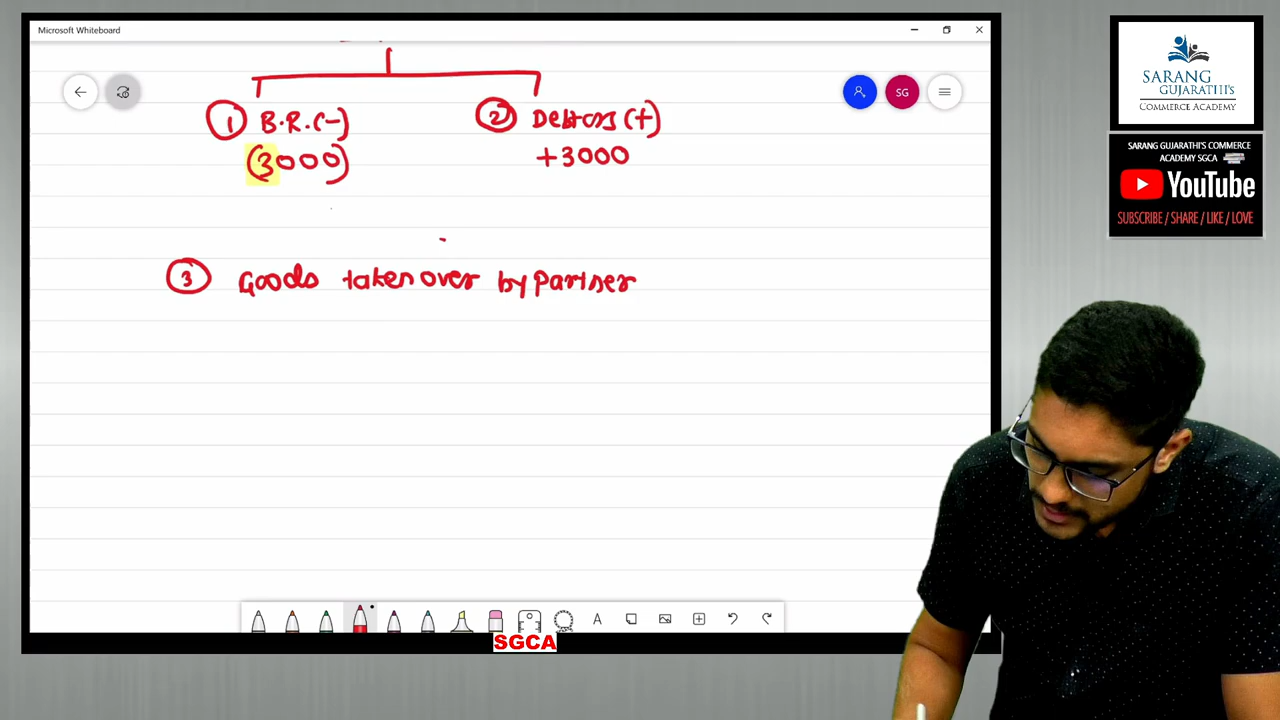 Microsoft Whiteboard
① B.R. (-)
(3000)
② Debtors (+)
+3000
③ Goods taken over by Partner
SG
A
SGCA
SARANG
GUJARATHI'S
COMMERCE ACADEMY
SARANG GUJARATHI'S COMMERCE
ACADEMY SGCA
YouTube
SUBSCRIBE / SHARE / LIKE / LOVE